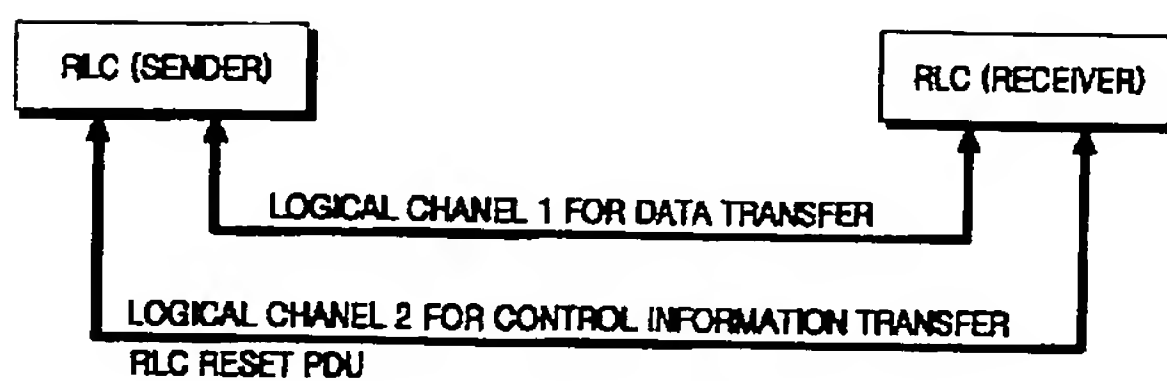 RLC (SENDER)
RLC (RECEIVER)
LOGICAL CHANEL 1 FOR DATA TRANSFER
LOGICAL CHANEL 2 FOR CONTROL INFORMATION TRANSFER
RLC RESET PDU